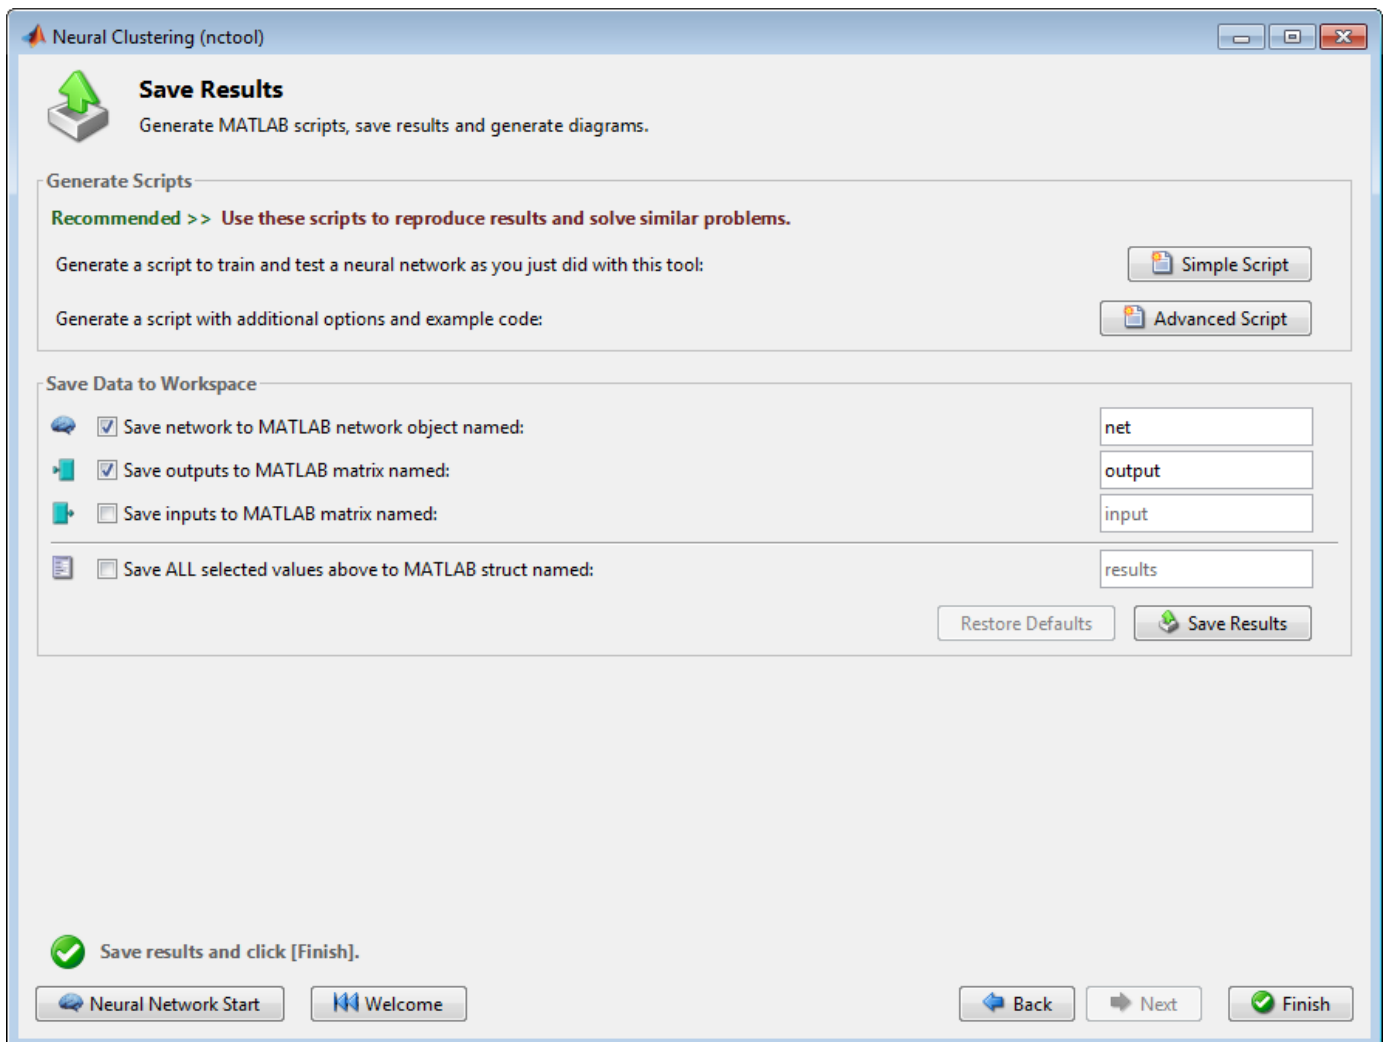 Neural Clustering (nctool)
Save Results
Generate MATLAB scripts, save results and generate diagrams.
Generate Scripts
Recommended >> Use these scripts to reproduce results and solve similar problems.
Generate a script to train and test a neural network as you just did with this tool: Simple Script
Generate a script with additional options and example code: Advanced Script
Save Data to Workspace
Save network to MATLAB network object named: net
Save outputs to MATLAB matrix named: output
Save inputs to MATLAB matrix named: input
Save ALL selected values above to MATLAB struct named: results
Restore Defaults Save Results
Save results and click [Finish].
Neural Network Start Welcome Back Next Finish